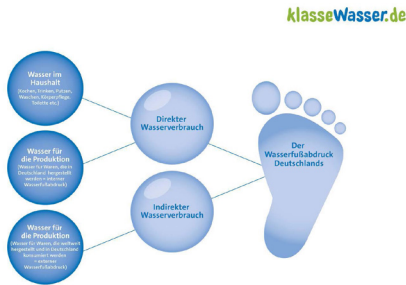 klasseWasser.de
Wasser im
Haushalt
(Kochen, Trinken, Putzen,
Waschen, Körperpflege,
Toilette etc.)
Direkter
Wasserverbrauch
Wasser für
die Produktion
(Wasser für Waren, die in
Deutschland hergestellt
werden = interner
Wasserfußabdruck)
Der
Wasserfußabdruck
Deutschlands
Indirekter
Wasserverbrauch
Wasser für
die Produktion
(Wasser für Waren, die weltweit
hergestellt und in Deutschland
konsumiert werden
= externer
Wasserfußabdruck)